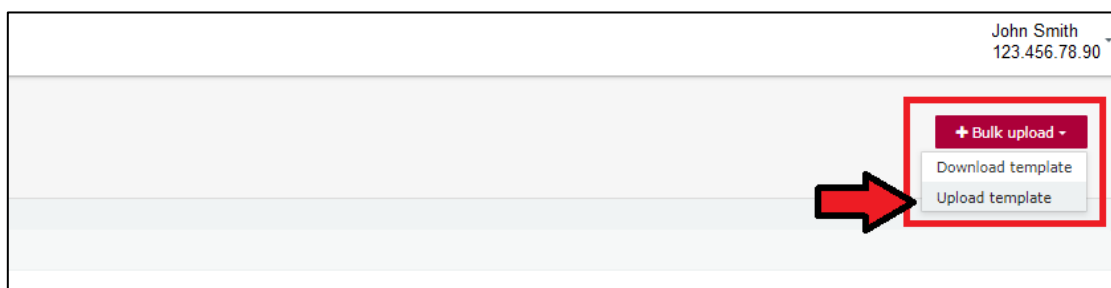 John Smith
123.456.78.90
+ Bulk upload
Download template
Upload template